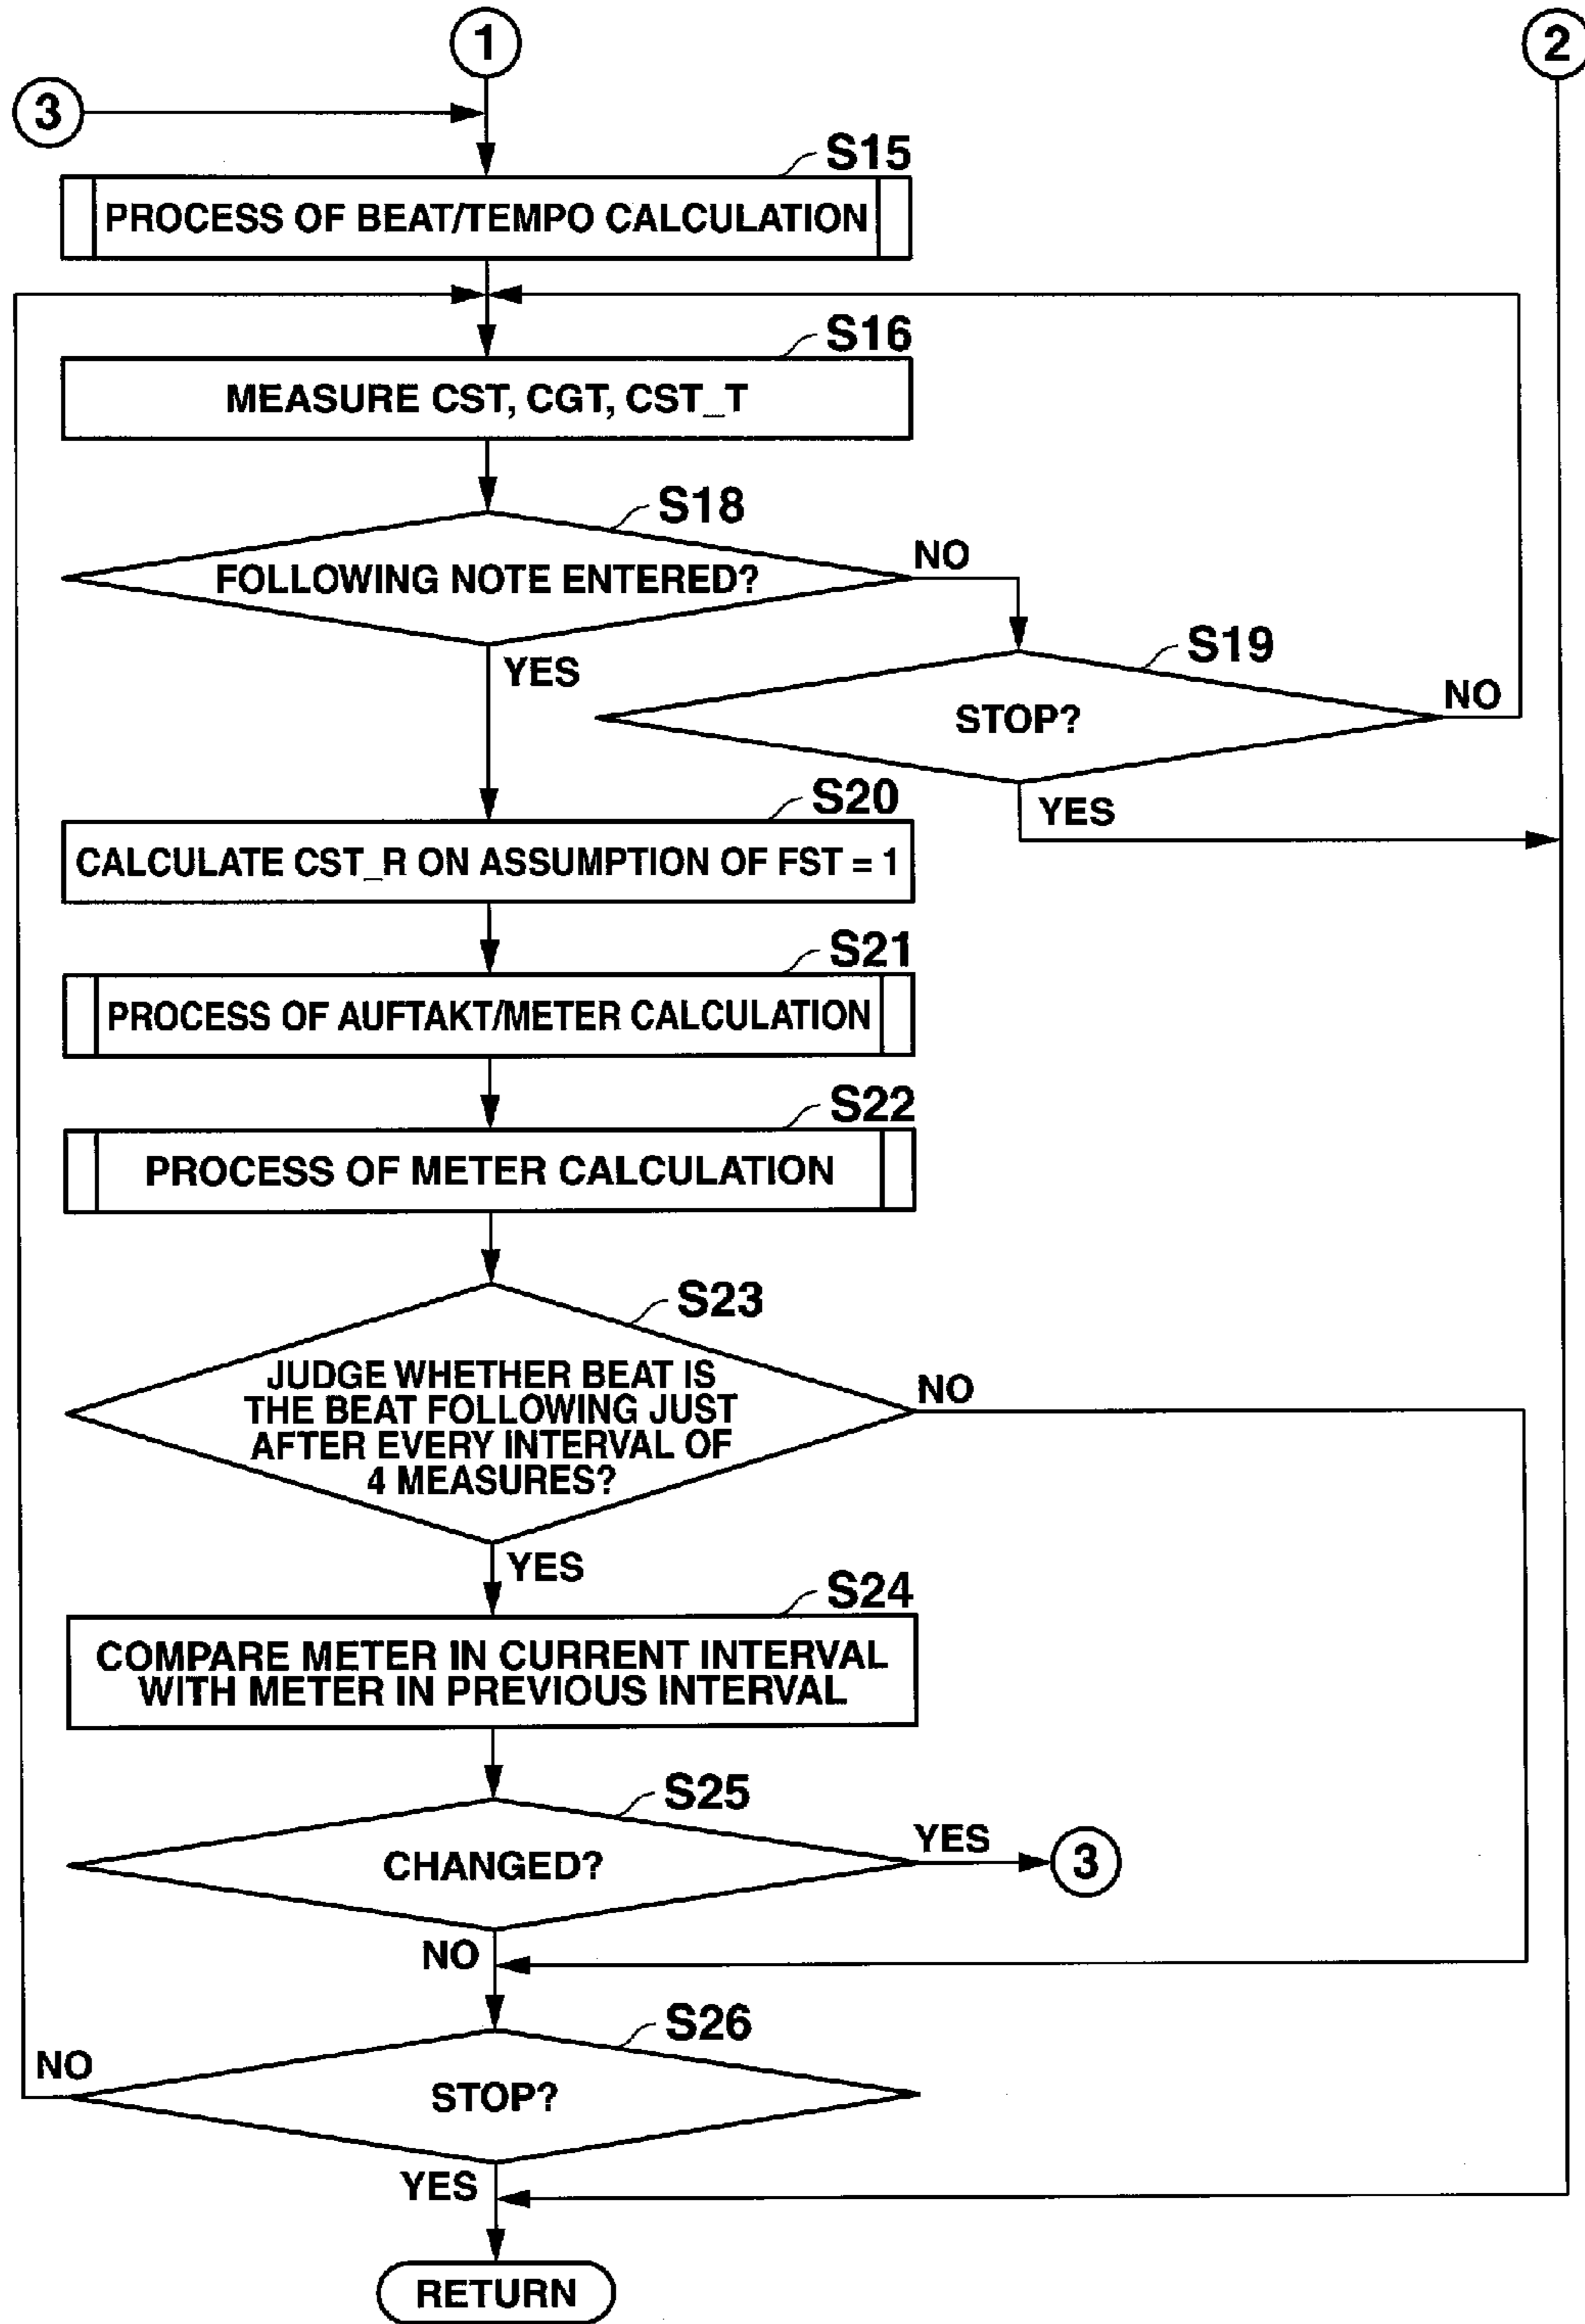 1
2
3
S15
PROCESS OF BEAT/TEMPO CALCULATION
S16
MEASURE CST, CGT, CST_T
S18
FOLLOWING NOTE ENTERED?
NO
YES
S19
STOP?
NO
YES
S20
CALCULATE CST_R ON ASSUMPTION OF FST = 1
S21
PROCESS OF AUFTAKT/METER CALCULATION
S22
PROCESS OF METER CALCULATION
S23
JUDGE WHETHER BEAT IS
THE BEAT FOLLOWING JUST
AFTER EVERY INTERVAL OF
4 MEASURES?
NO
YES
S24
COMPARE METER IN CURRENT INTERVAL
WITH METER IN PREVIOUS INTERVAL
S25
CHANGED?
YES
3
NO
S26
NO
STOP?
YES
RETURN